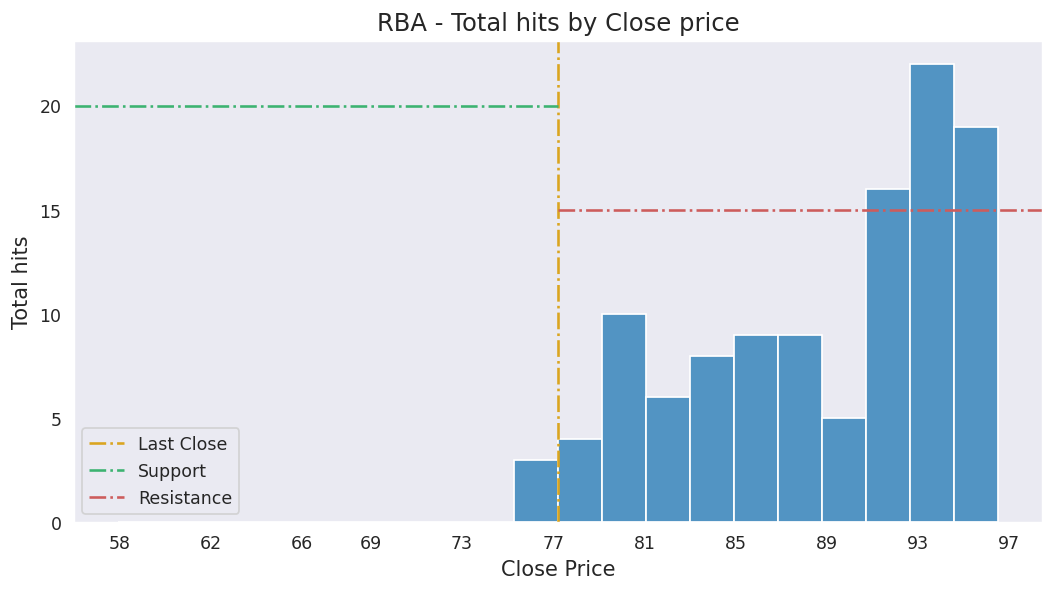 RBA - Total hits by Close price
Total hits
20
15
10
5
0
Last Close
Support
Resistance
58 62 66 69 73 77 81 85 89 93 97
Close Price